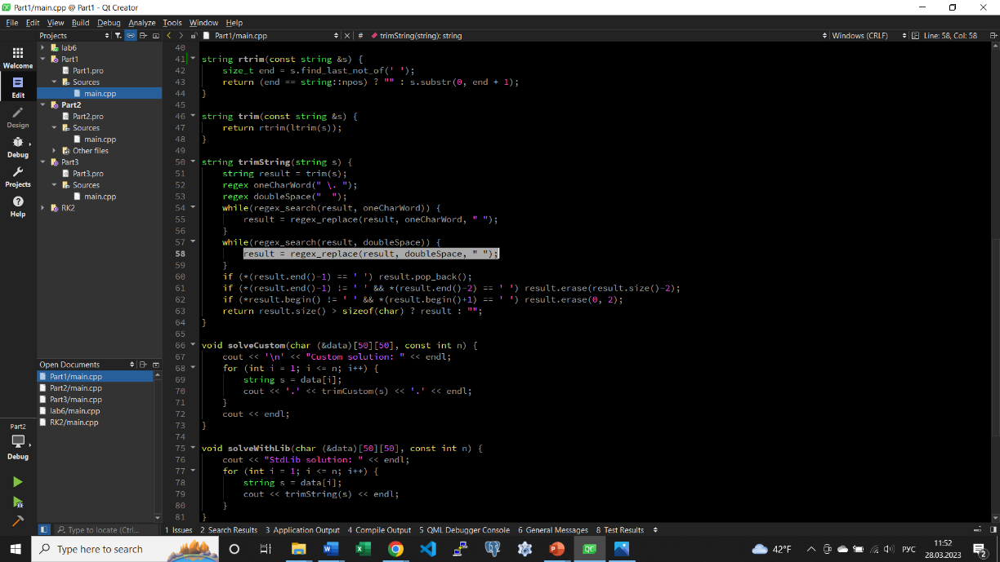 Part1/main.cpp @ Part1 - Qt Creator
File Edit View Build Debug Analyze Tools Window Help
Projects
Part1/main.cpp
#
trimString(string): string
Windows (CRLF)
Line: 58, Col: 58
Welcome
Edit
Design
Debug
Projects
Help
lab6
Part1
Part1.pro
Sources
main.cpp
Part2
Part2.pro
Sources
main.cpp
Other files
Part3
Part3.pro
Sources
main.cpp
RK2
40
41 string rtrim(const string &s) {
42 size_t end = s.find_last_not_of(' ');
43 return (end == string::npos) ? "" : s.substr(0, end + 1);
44 }
45
46 string trim(const string &s) {
47 return rtrim(ltrim(s));
48 }
49
50 string trimString(string s) {
51 string result = trim(s);
52 regex oneCharWord(" \. ");
53 regex doubleSpace("  ");
54 while(regex_search(result, oneCharWord)) {
55 result = regex_replace(result, oneCharWord, " ");
56 }
57 while(regex_search(result, doubleSpace)) {
58 result = regex_replace(result, doubleSpace, " ");
59 }
60 if (*(result.end()-1) == ' ') result.pop_back();
61 if (*(result.end()-1) != ' ' && *(result.end()-2) == ' ') result.erase(result.size()-2);
62 if (*result.begin() != ' ' && *(result.begin()+1) == ' ') result.erase(0, 2);
63 return result.size() > sizeof(char) ? result : "";
64 }
65
66 void solveCustom(char (&data)[50][50], const int n) {
67 cout << '\n' << "Custom solution: " << endl;
68 for (int i = 1; i <= n; i++) {
69 string s = data[i];
70 cout << '.' << trimCustom(s) << '.' << endl;
71 }
72 cout << endl;
73 }
74
75 void solveWithLib(char (&data)[50][50], const int n) {
76 cout << "StdLib solution: " << endl;
77 for (int i = 1; i <= n; i++) {
78 string s = data[i];
79 cout << trimString(s) << endl;
80 }
81 }
Open Documents
Part1/main.cpp
Part2/main.cpp
Part3/main.cpp
lab6/main.cpp
RK2/main.cpp
Part2
Debug
Type to locate (Ctrl...
1 Issues 2 Search Results 3 Application Output 4 Compile Output 5 QML Debugger Console 6 General Messages 8 Test Results
Type here to search
42°F
РУС
11:52
28.03.2023
2